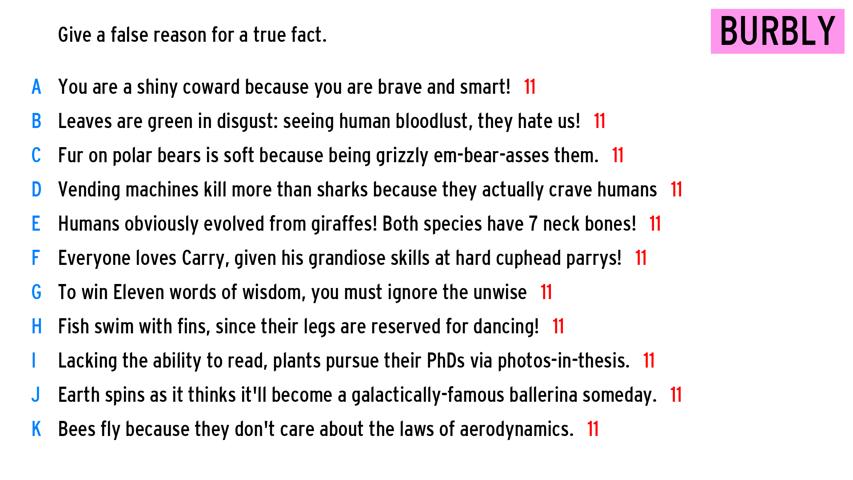 Give a false reason for a true fact.
BURBLY
A You are a shiny coward because you are brave and smart! 11
B Leaves are green in disgust: seeing human bloodlust, they hate us! 11
C Fur on polar bears is soft because being grizzly em-bear-asses them. 11
D Vending machines kill more than sharks because they actually crave humans 11
E Humans obviously evolved from giraffes! Both species have 7 neck bones! 11
F Everyone loves Carry, given his grandiose skills at hard cuphead parrys! 11
G To win Eleven words of wisdom, you must ignore the unwise 11
H Fish swim with fins, since their legs are reserved for dancing! 11
I Lacking the ability to read, plants pursue their PhDs via photos-in-thesis. 11
J Earth spins as it thinks it'll become a galactically-famous ballerina someday. 11
K Bees fly because they don't care about the laws of aerodynamics. 11